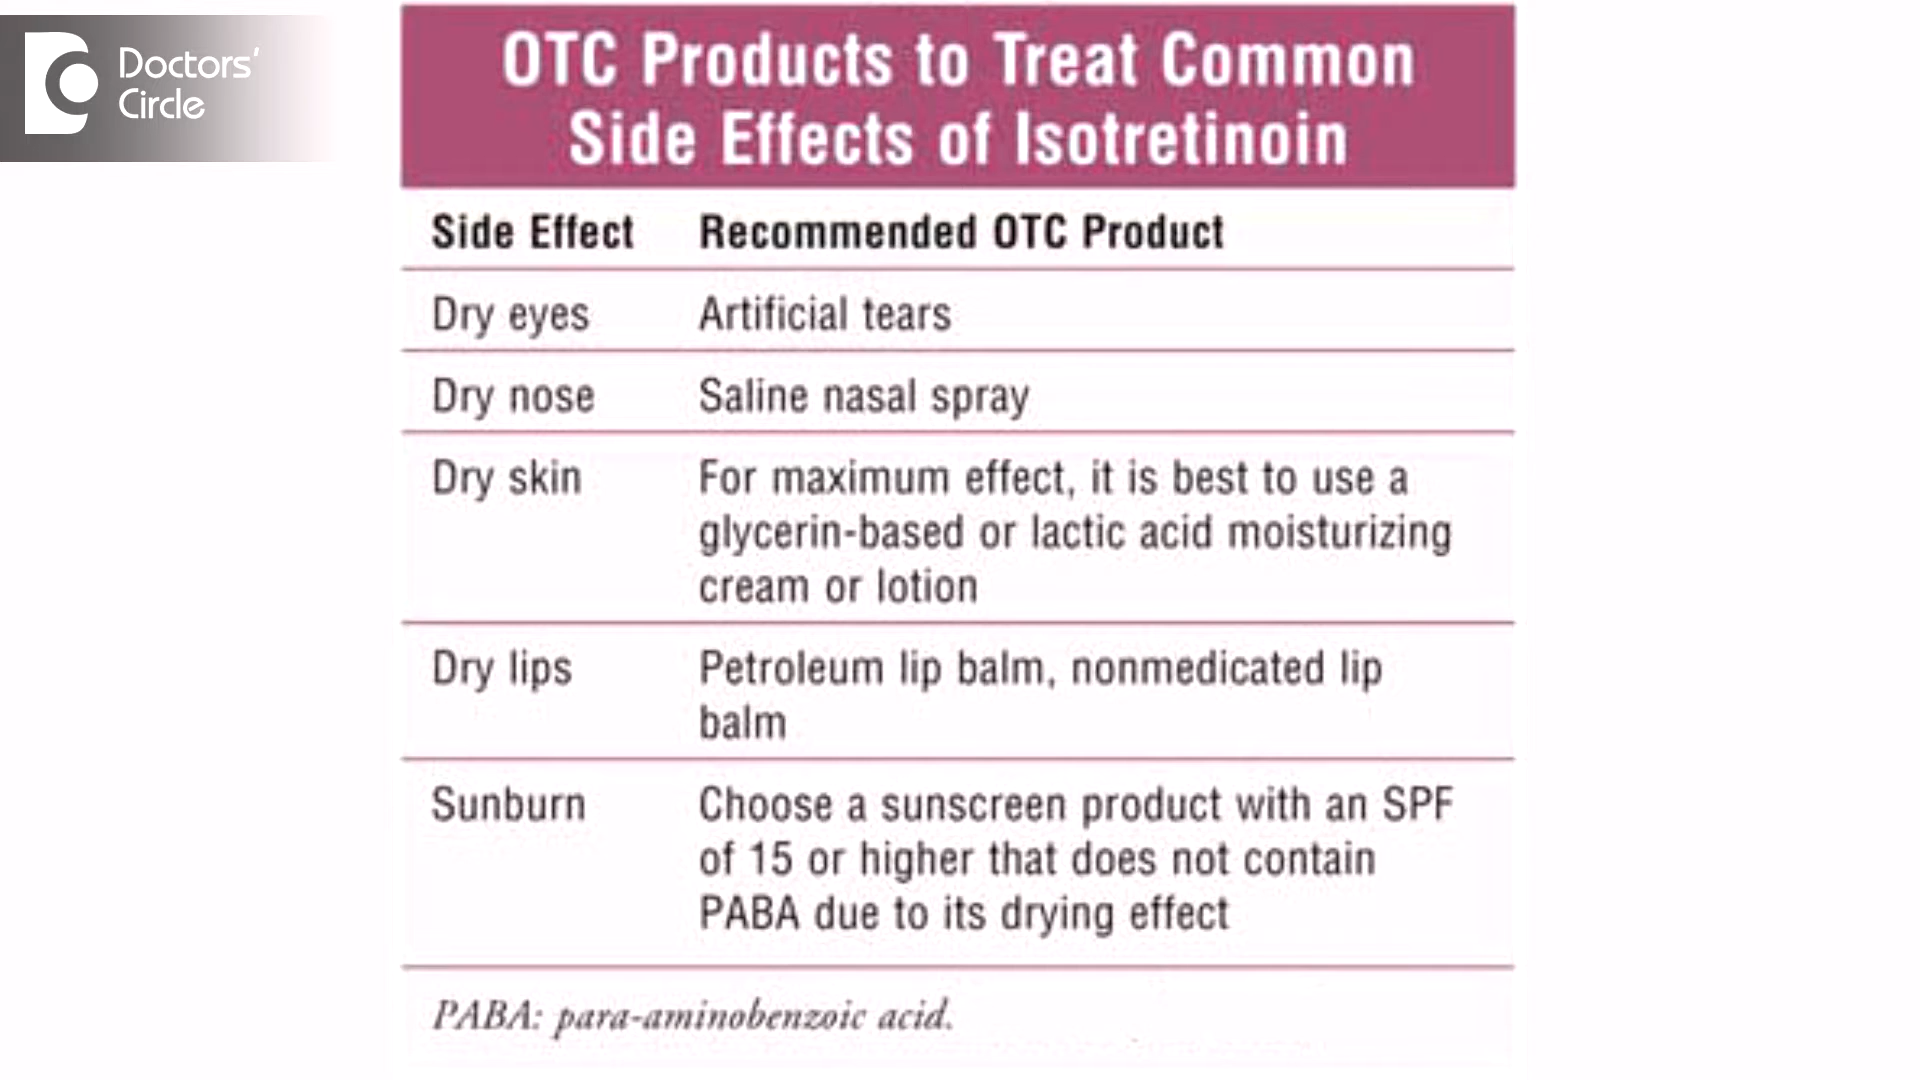 Doctors'
Circle
OTC Products to Treat Common
Side Effects of Isotretinoin
Side Effect Recommended OTC Product
Dry eyes Artificial tears
Dry nose Saline nasal spray
Dry skin For maximum effect, it is best to use a
glycerin-based or lactic acid moisturizing
cream or lotion
Dry lips Petroleum lip balm, nonmedicated lip
balm
Sunburn Choose a sunscreen product with an SPF
of 15 or higher that does not contain
PABA due to its drying effect
PABA: para-aminobenzoic acid.